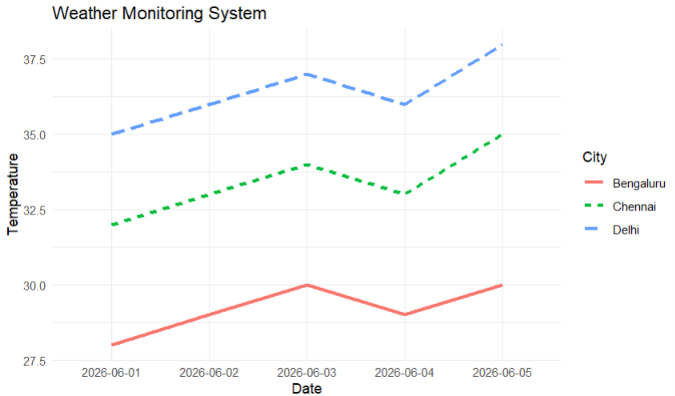 Weather Monitoring System
37.5
35.0
32.5
30.0
27.5
Temperature
2026-06-01 2026-06-02 2026-06-03 2026-06-04 2026-06-05
Date
City
Bengaluru
Chennai
Delhi